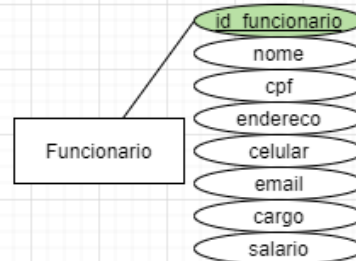 id_funcionario
nome
cpf
endereco
Funcionario
celular
email
cargo
salario